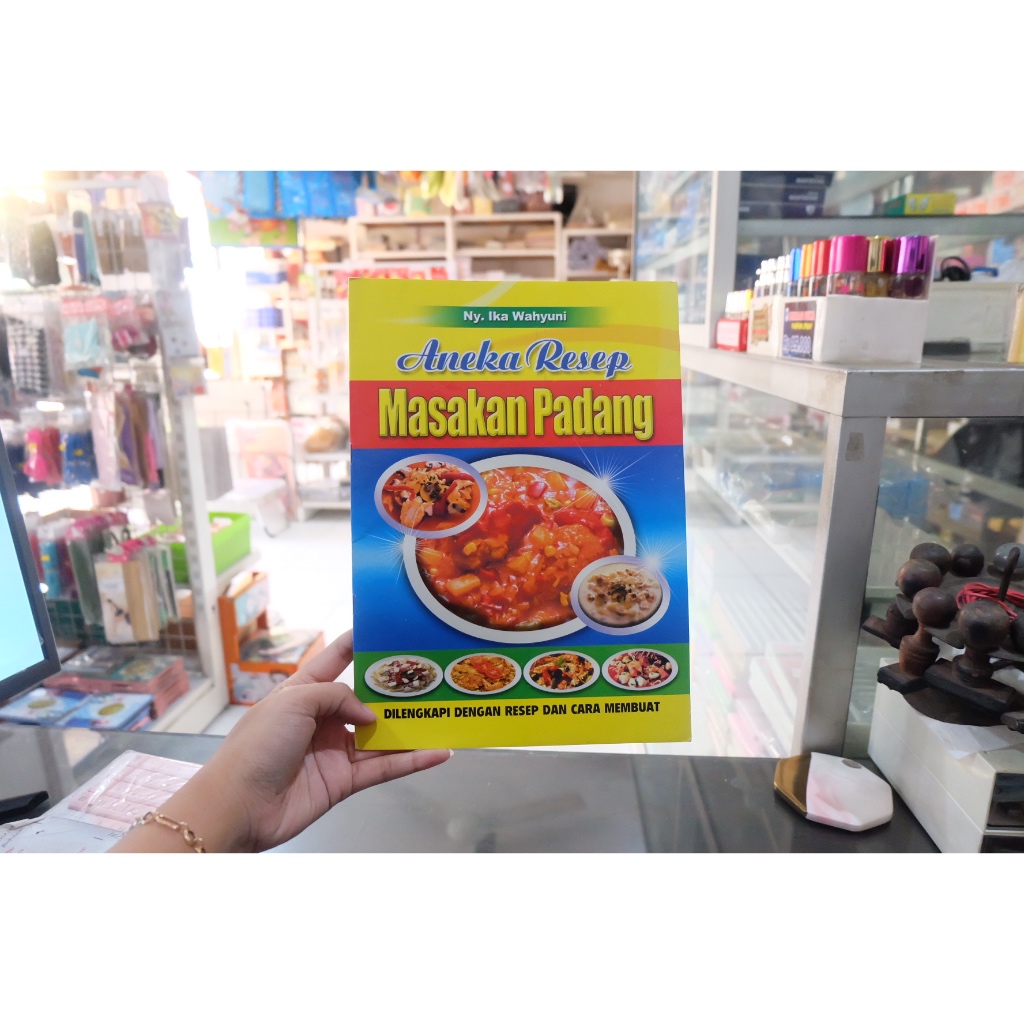 Ny. Ika Wahyuni
Aneka Resep
Masakan Padang
DILENGKAPI DENGAN RESEP DAN CARA MEMBUAT